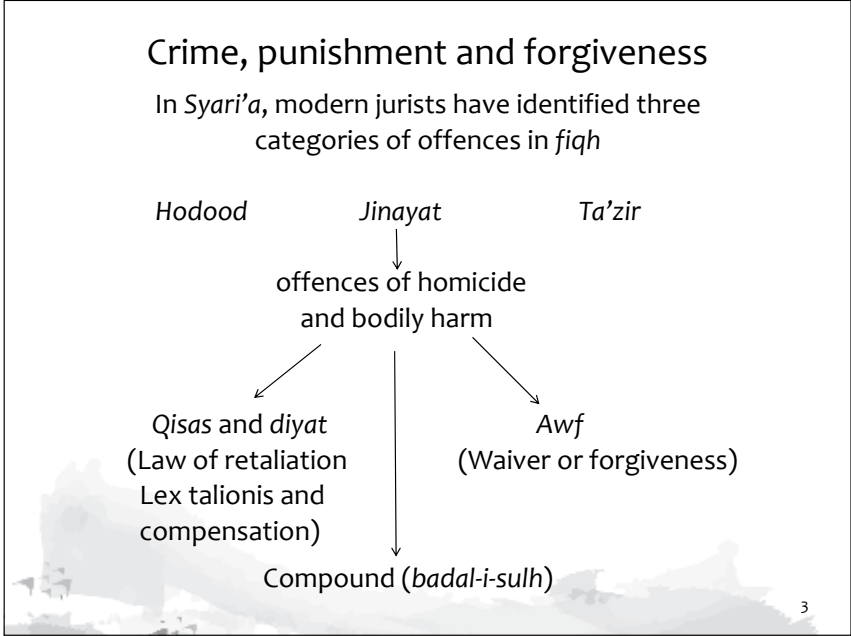 Crime, punishment and forgiveness
In Syari’a, modern jurists have identified three
categories of offences in fiqh
Hodood Jinayat Ta’zir
offences of homicide
and bodily harm
Qisas and diyat
(Law of retaliation
Lex talionis and
compensation)
Awf
(Waiver or forgiveness)
Compound (badal-i-sulh)
3